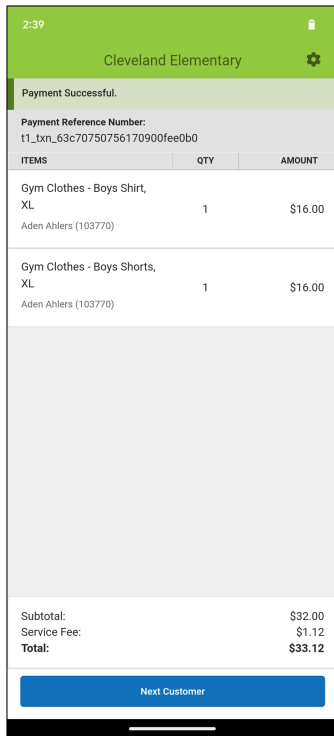 2:39
Cleveland Elementary
Payment Successful.
Payment Reference Number:
t1_txn_63c70750756170900fee0b0
ITEMS QTY AMOUNT
Gym Clothes - Boys Shirt,
XL
1 $16.00
Aden Ahlers (103770)
Gym Clothes - Boys Shorts,
XL
1 $16.00
Aden Ahlers (103770)
Subtotal: $32.00
Service Fee: $1.12
Total: $33.12
Next Customer